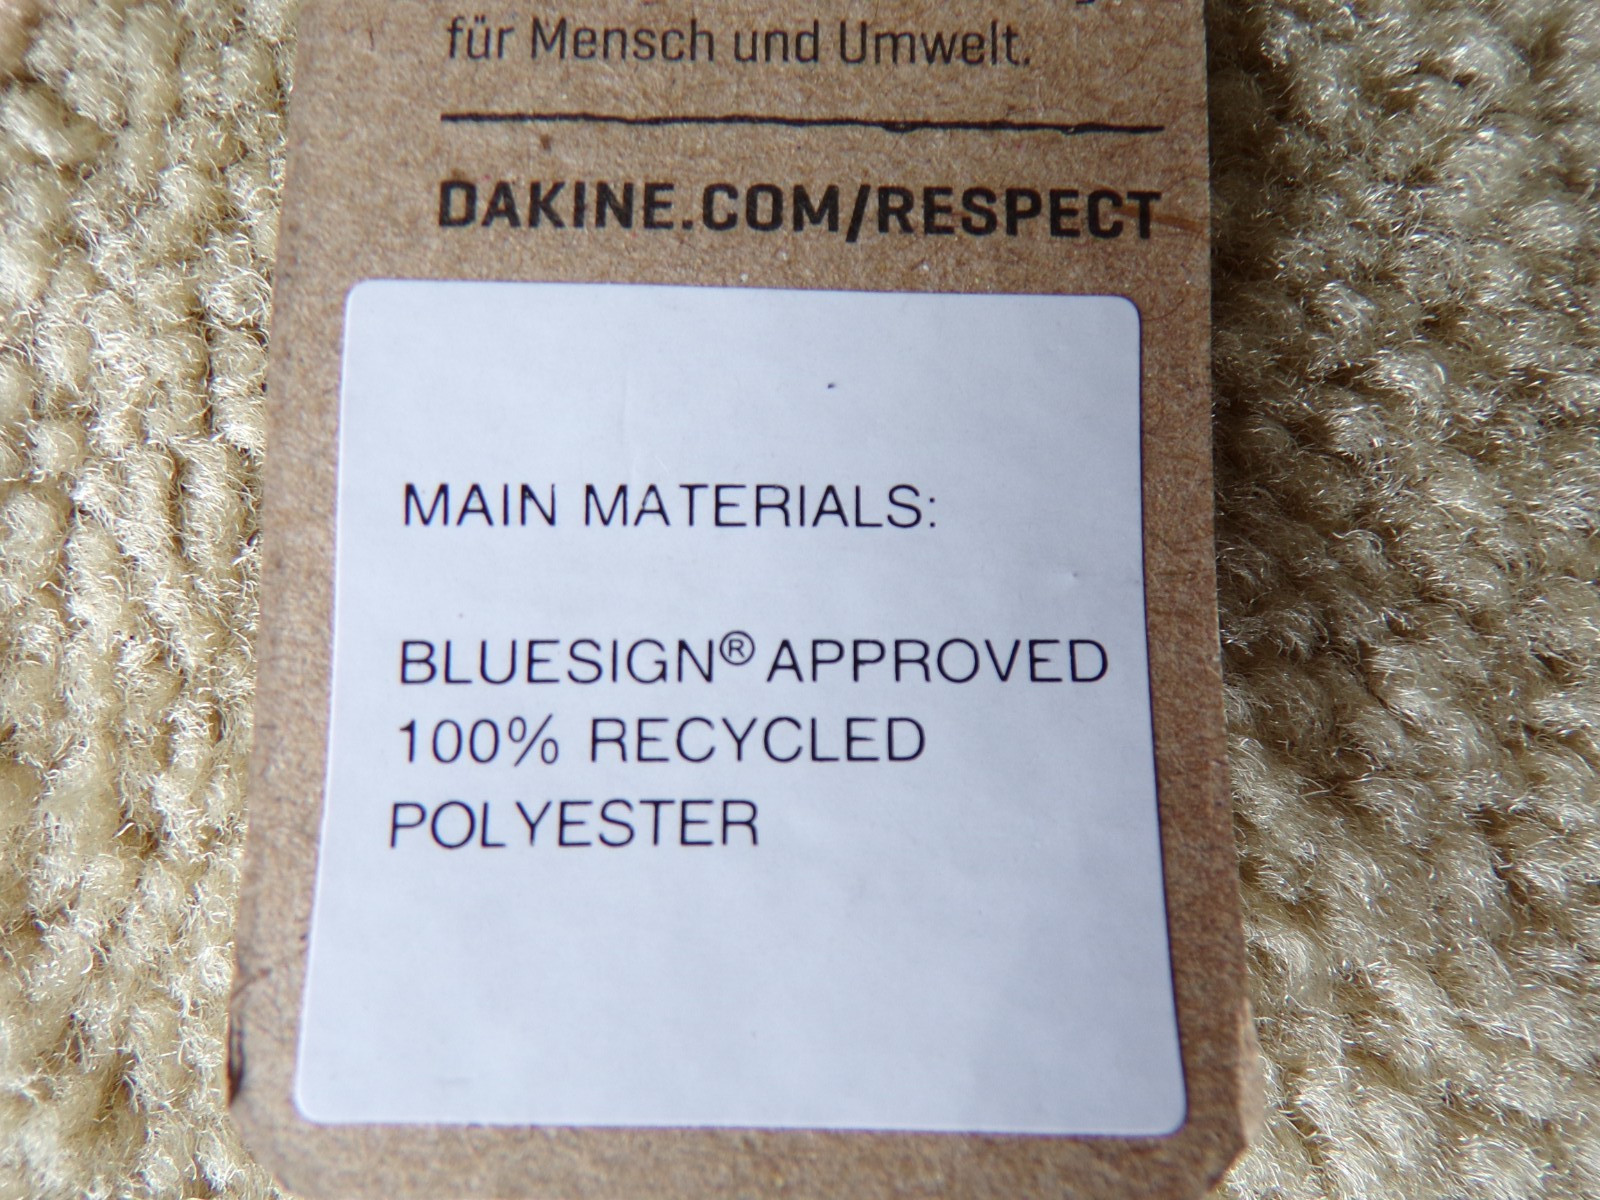 für Mensch und Umwelt.
DAKINE.COM/RESPECT
MAIN MATERIALS:
BLUESIGN® APPROVED
100% RECYCLED
POLYESTER